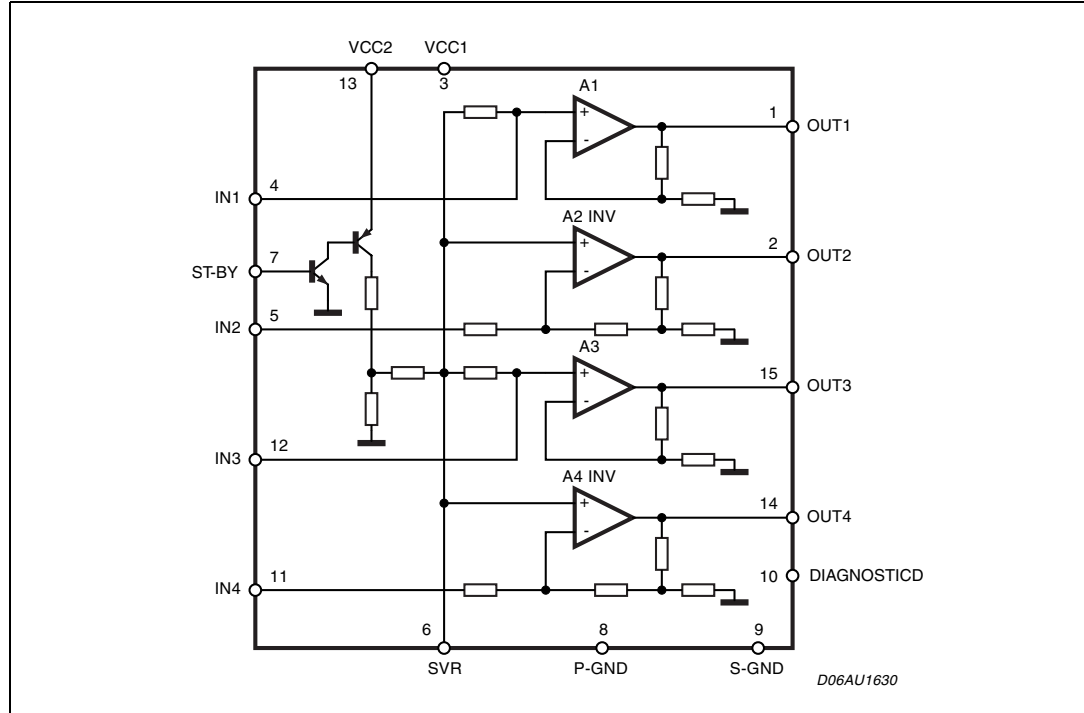 VCC2 VCC1
13 3
A1
+
-
1 OUT1
4
IN1
A2 INV
+
-
2 OUT2
7
ST-BY
5
IN2
A3
+
-
15 OUT3
12
IN3
A4 INV
+
-
14 OUT4
10 DIAGNOSTICD
11
IN4
6 8 9
SVR P-GND S-GND
D06AU1630